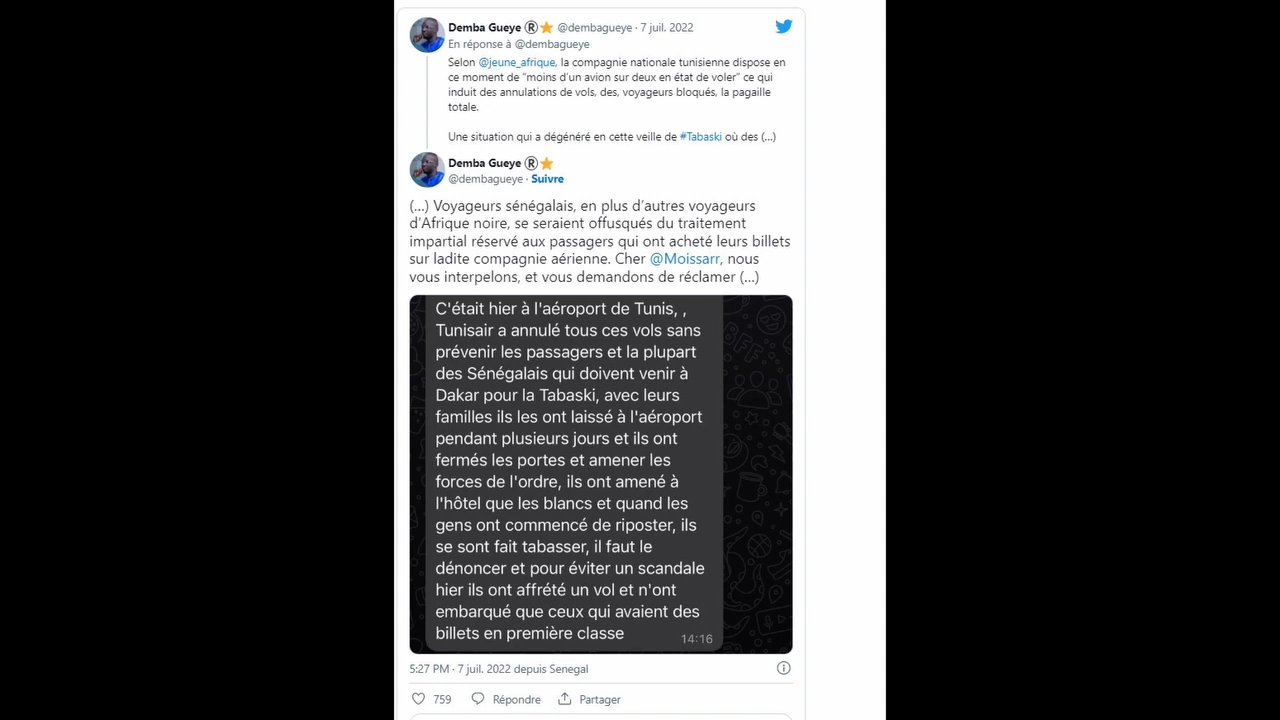 Demba Gueye Ⓡ⭐ @dembagueye · 7 juil. 2022
En réponse à @dembagueye
Selon @jeune_afrique, la compagnie nationale tunisienne dispose en
ce moment de “moins d’un avion sur deux en état de voler” ce qui
induit des annulations de vols, des, voyageurs bloqués, la pagaille
totale.
Une situation qui a dégénéré en cette veille de #Tabaski où des (...)
Demba Gueye Ⓡ⭐
@dembagueye · Suivre
(...) Voyageurs sénégalais, en plus d’autres voyageurs
d’Afrique noire, se seraient offusqués du traitement
impartial réservé aux passagers qui ont acheté leurs billets
sur ladite compagnie aérienne. Cher @Moissarr, nous
vous interpelons, et vous demandons de réclamer (...)
C'était hier à l'aéroport de Tunis, ,
Tunisair a annulé tous ces vols sans
prévenir les passagers et la plupart
des Sénégalais qui doivent venir à
Dakar pour la Tabaski, avec leurs
familles ils les ont laissé à l'aéroport
pendant plusieurs jours et ils ont
fermés les portes et amener les
forces de l'ordre, ils ont amené à
l'hôtel que les blancs et quand les
gens ont commencé de riposter, ils
se sont fait tabasser, il faut le
dénoncer et pour éviter un scandale
hier ils ont affrété un vol et n'ont
embarqué que ceux qui avaient des
billets en première classe
14:16
5:27 PM · 7 juil. 2022 depuis Senegal
759 Répondre Partager